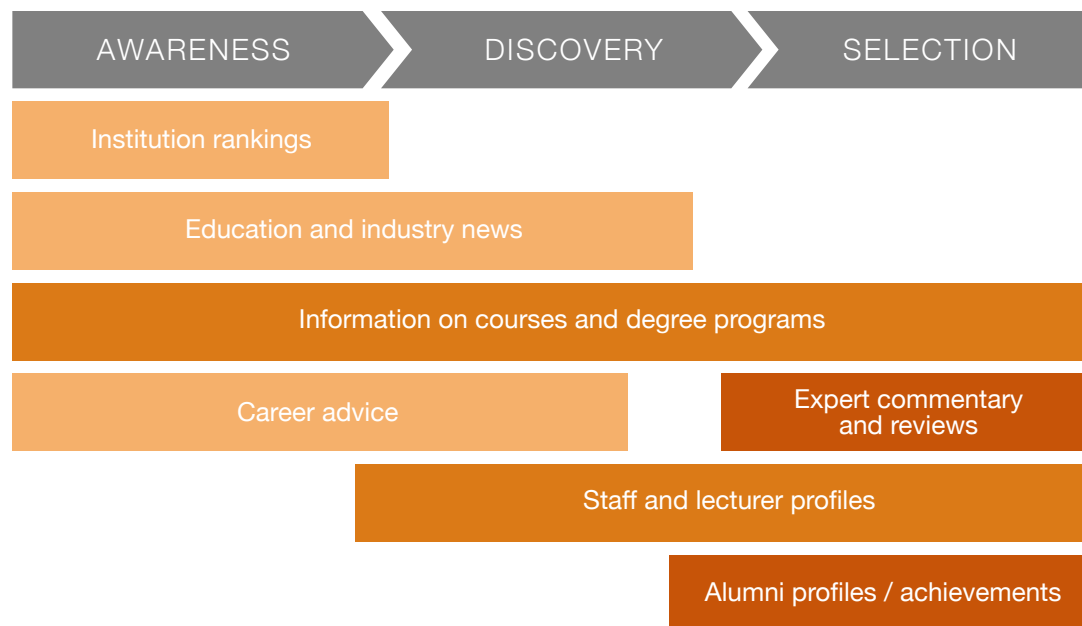 AWARENESS
DISCOVERY
SELECTION
Institution rankings
Education and industry news
Information on courses and degree programs
Career advice
Expert commentary
and reviews
Staff and lecturer profiles
Alumni profiles / achievements